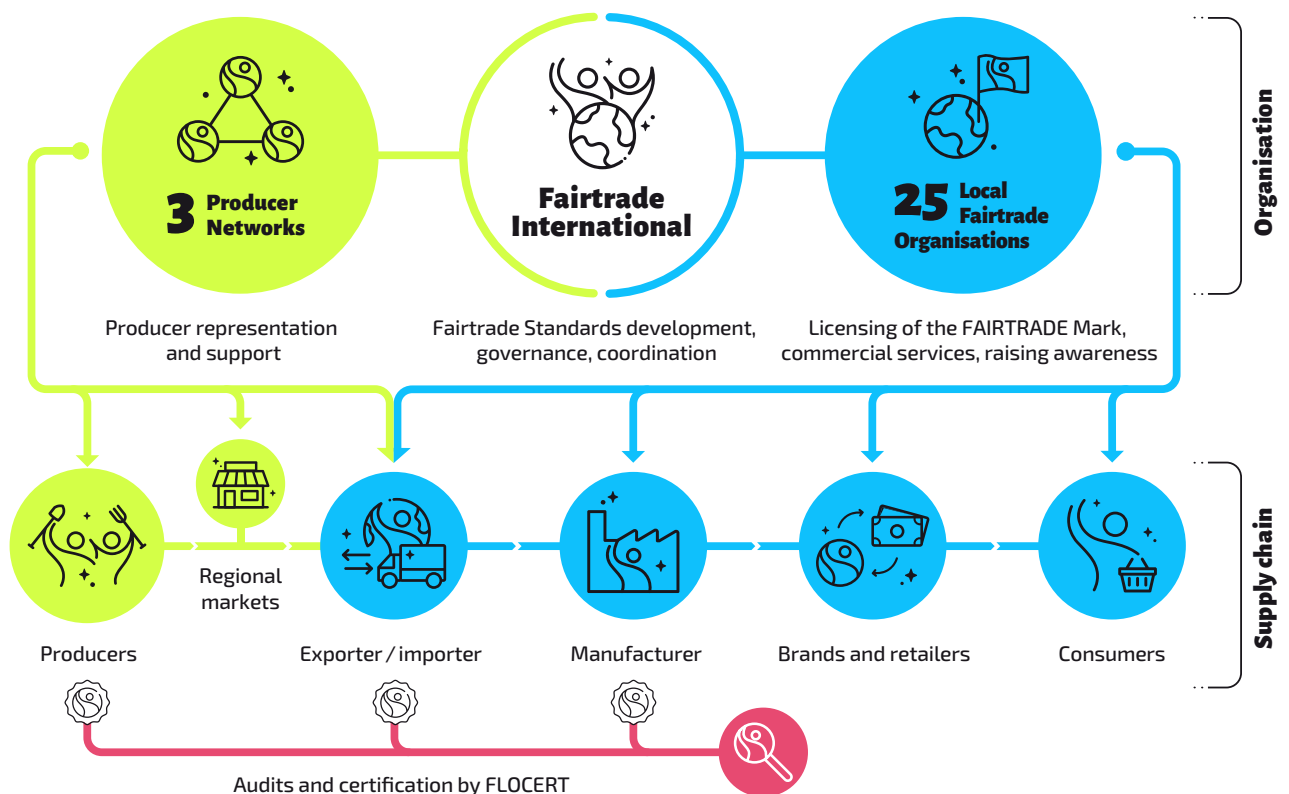 3 Producer
Networks
Fairtrade
International
25 Local
Fairtrade
Organisations
Organisation
Producer representation
and support
Fairtrade Standards development,
governance, coordination
Licensing of the FAIRTRADE Mark,
commercial services, raising awareness
Regional
markets
Supply chain
Producers
Exporter / importer
Manufacturer
Brands and retailers
Consumers
Audits and certification by FLOCERT